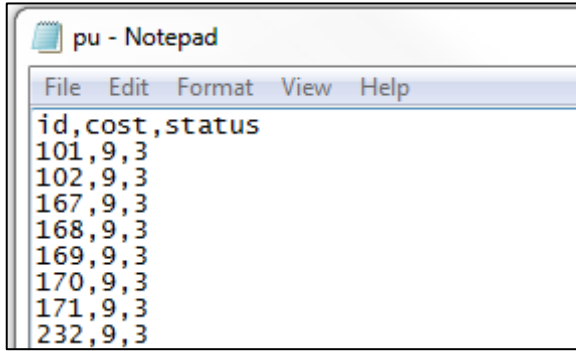 pu - Notepad
File Edit Format View Help
id,cost,status
101,9,3
102,9,3
167,9,3
168,9,3
169,9,3
170,9,3
171,9,3
232,9,3